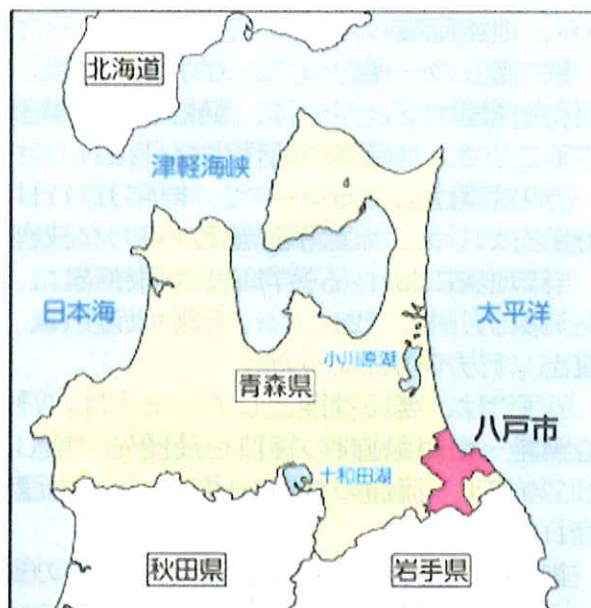 北海道
津軽海峡
日本海
太平洋
小川原湖
青森県
八戸市
十和田湖
秋田県
岩手県